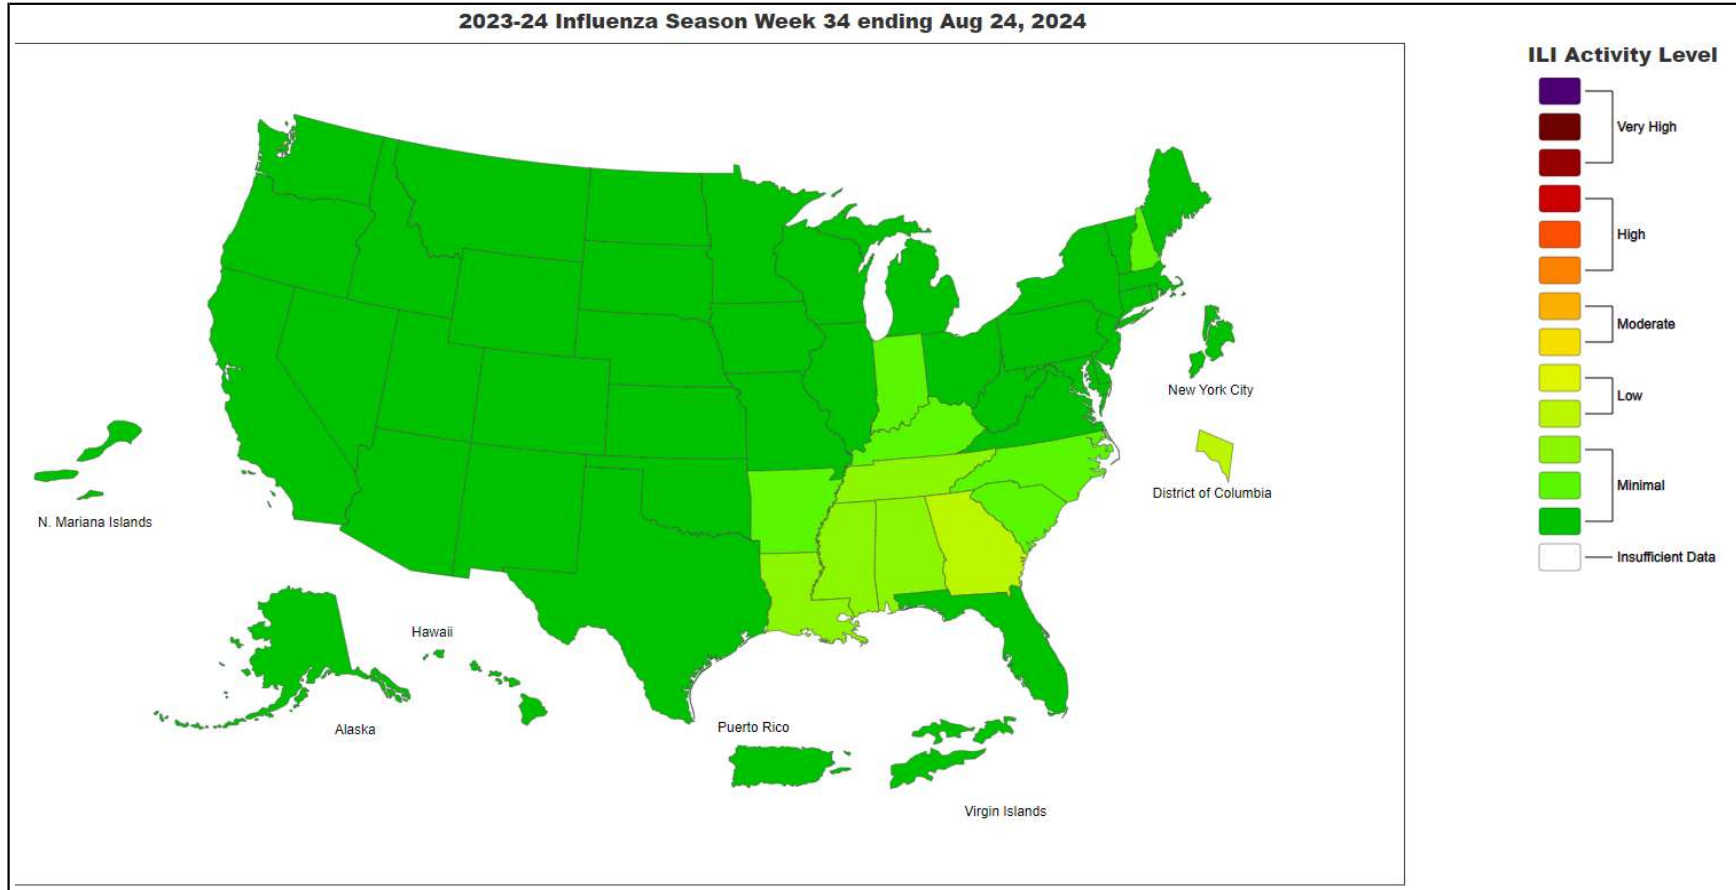 2023-24 Influenza Season Week 34 ending Aug 24, 2024
ILI Activity Level
Very High
High
Moderate
Low
Minimal
Insufficient Data
New York City
District of Columbia
N. Mariana Islands
Hawaii
Alaska
Puerto Rico
Virgin Islands